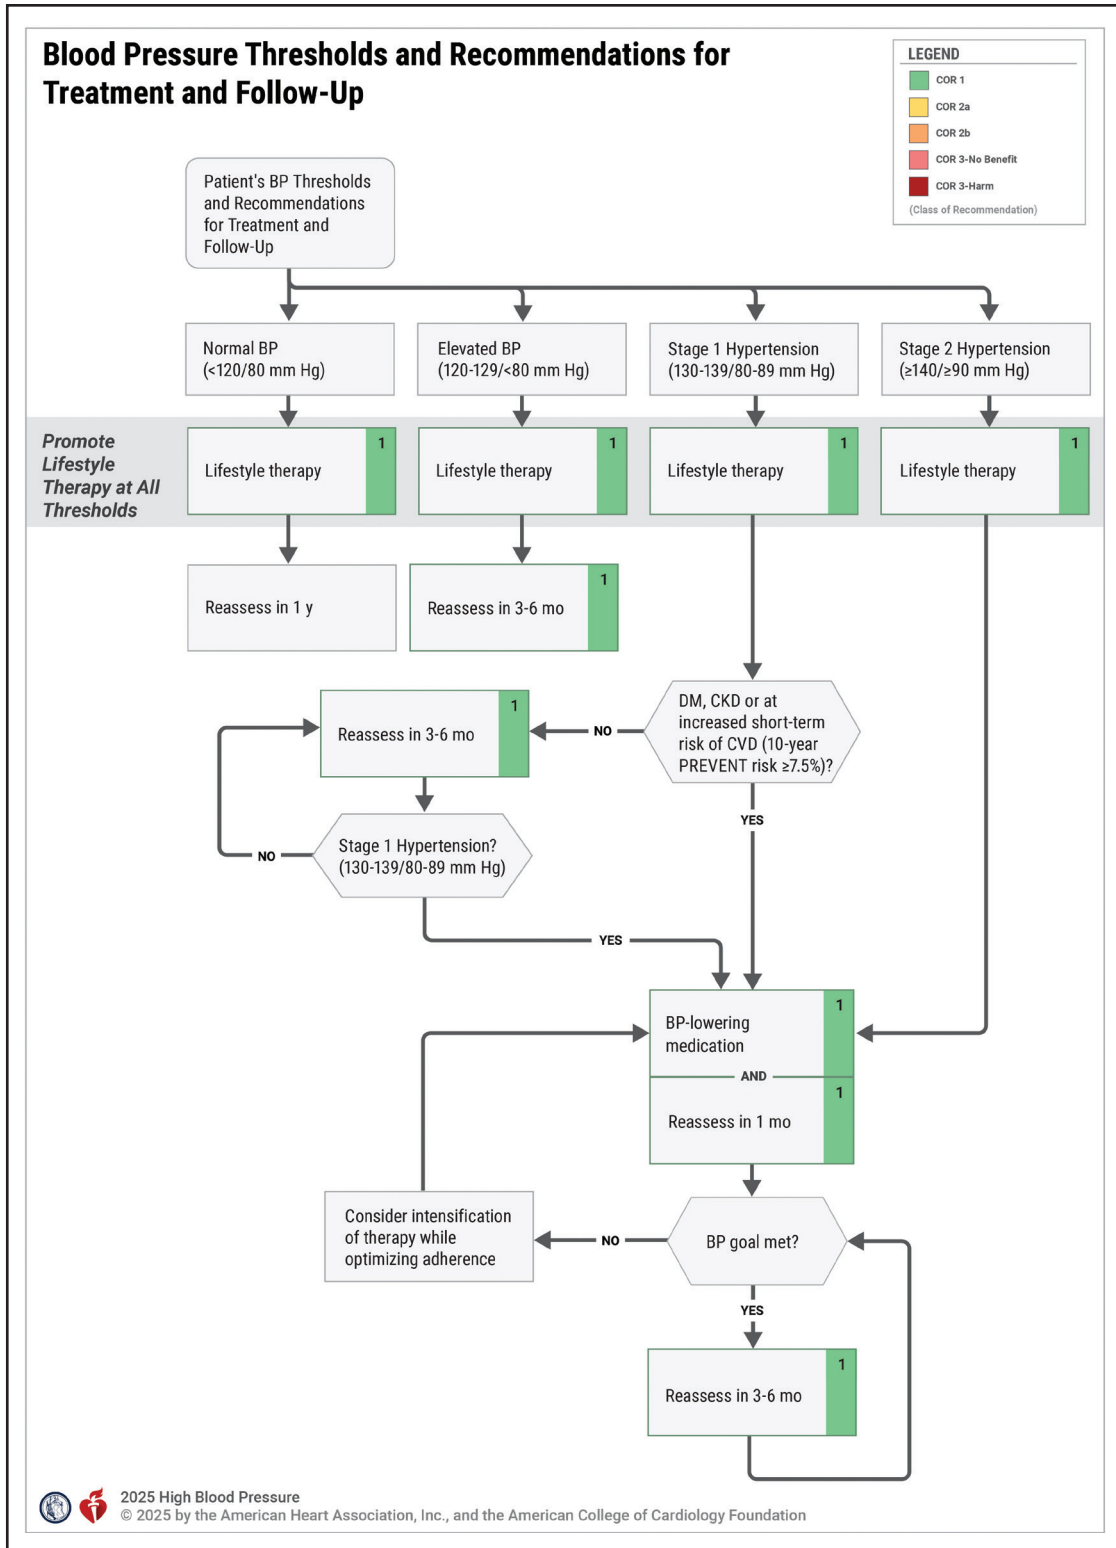 Blood Pressure Thresholds and Recommendations for
Treatment and Follow-Up
LEGEND
COR 1
COR 2a
COR 2b
COR 3-No Benefit
COR 3-Harm
(Class of Recommendation)
Patient's BP Thresholds
and Recommendations
for Treatment and
Follow-Up
Normal BP
(<120/80 mm Hg)
Elevated BP
(120-129/<80 mm Hg)
Stage 1 Hypertension
(130-139/80-89 mm Hg)
Stage 2 Hypertension
(≥140/≥90 mm Hg)
Promote
Lifestyle
Therapy at All
Thresholds
Lifestyle therapy
1
Lifestyle therapy
1
Lifestyle therapy
1
Lifestyle therapy
1
Reassess in 1 y
Reassess in 3-6 mo
1
DM, CKD or at
increased short-term
risk of CVD (10-year
PREVENT risk ≥7.5%)?
NO
Reassess in 3-6 mo
1
YES
Stage 1 Hypertension?
(130-139/80-89 mm Hg)
NO
YES
BP-lowering
medication
1
AND
Reassess in 1 mo
1
Consider intensification
of therapy while
optimizing adherence
NO
BP goal met?
YES
Reassess in 3-6 mo
1
2025 High Blood Pressure
© 2025 by the American Heart Association, Inc., and the American College of Cardiology Foundation